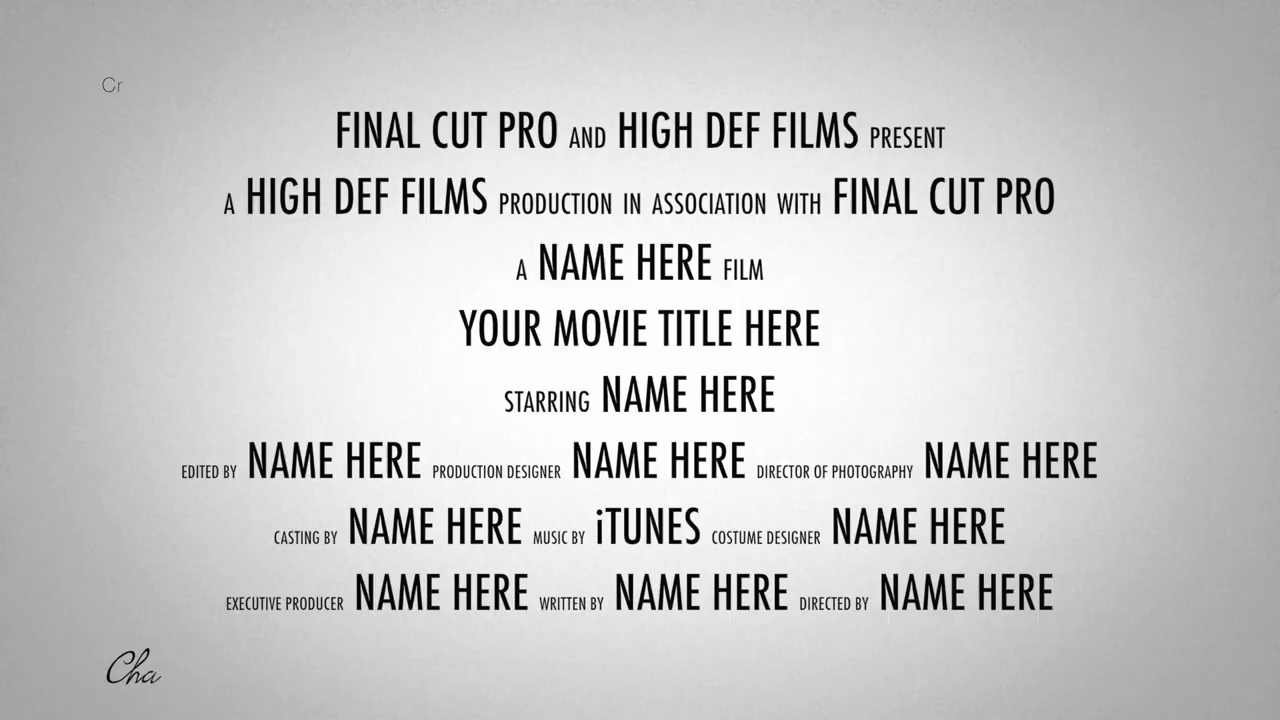 Cr
FINAL CUT PRO AND HIGH DEF FILMS PRESENT
A HIGH DEF FILMS PRODUCTION IN ASSOCIATION WITH FINAL CUT PRO
A NAME HERE FILM
YOUR MOVIE TITLE HERE
STARRING NAME HERE
EDITED BY NAME HERE PRODUCTION DESIGNER NAME HERE DIRECTOR OF PHOTOGRAPHY NAME HERE
CASTING BY NAME HERE MUSIC BY iTUNES COSTUME DESIGNER NAME HERE
EXECUTIVE PRODUCER NAME HERE WRITTEN BY NAME HERE DIRECTED BY NAME HERE
Cha